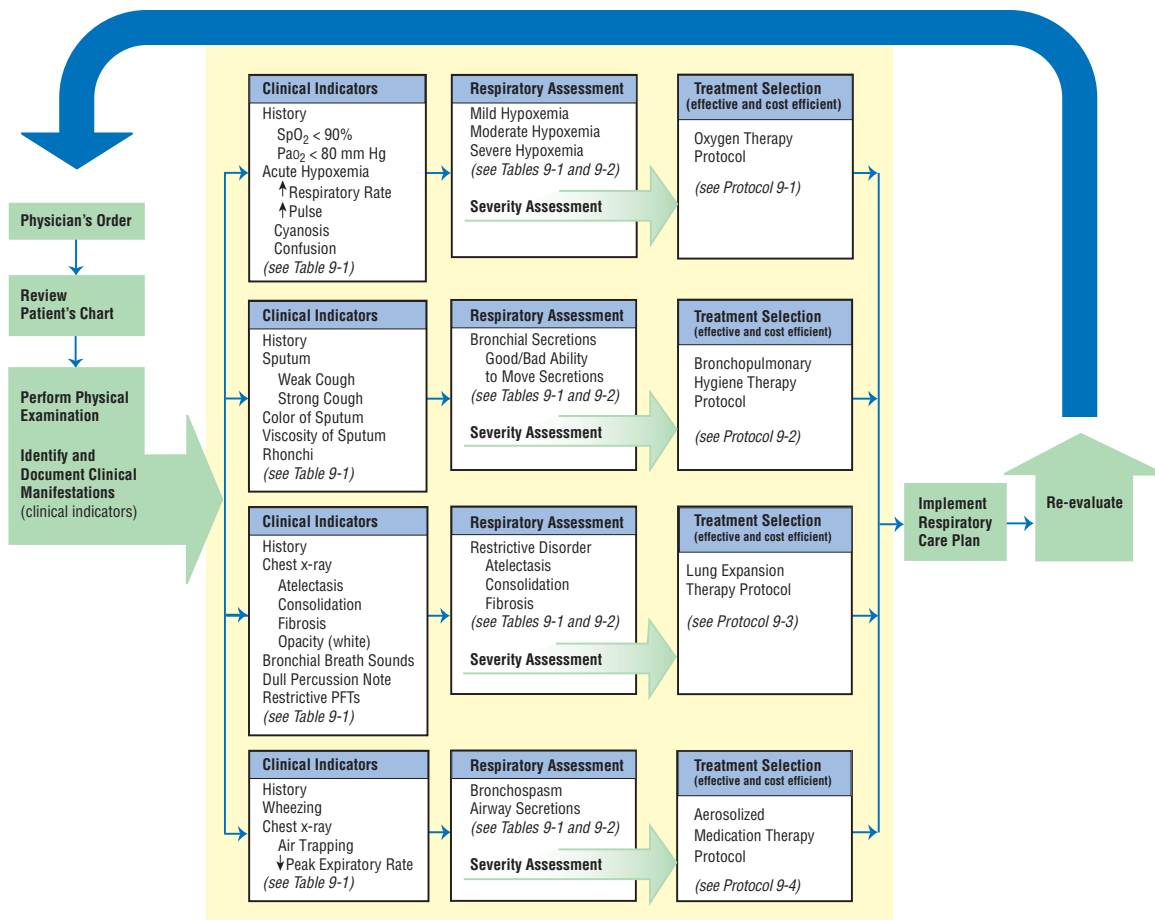 Physician's Order
Review
Patient's Chart
Perform Physical
Examination
Identify and
Document Clinical
Manifestations
(clinical indicators)
Clinical Indicators
History
SpO₂ < 90%
Pao₂ < 80 mm Hg
Acute Hypoxemia
↑Respiratory Rate
↑Pulse
Cyanosis
Confusion
(see Table 9-1)
Respiratory Assessment
Mild Hypoxemia
Moderate Hypoxemia
Severe Hypoxemia
(see Tables 9-1 and 9-2)
Severity Assessment
Treatment Selection
(effective and cost efficient)
Oxygen Therapy
Protocol
(see Protocol 9-1)
Clinical Indicators
History
Sputum
Weak Cough
Strong Cough
Color of Sputum
Viscosity of Sputum
Rhonchi
(see Table 9-1)
Respiratory Assessment
Bronchial Secretions
Good/Bad Ability
to Move Secretions
(see Tables 9-1 and 9-2)
Severity Assessment
Treatment Selection
(effective and cost efficient)
Bronchopulmonary
Hygiene Therapy
Protocol
(see Protocol 9-2)
Clinical Indicators
History
Chest x-ray
Atelectasis
Consolidation
Fibrosis
Opacity (white)
Bronchial Breath Sounds
Dull Percussion Note
Restrictive PFTs
(see Table 9-1)
Respiratory Assessment
Restrictive Disorder
Atelectasis
Consolidation
Fibrosis
(see Tables 9-1 and 9-2)
Severity Assessment
Treatment Selection
(effective and cost efficient)
Lung Expansion
Therapy Protocol
(see Protocol 9-3)
Clinical Indicators
History
Wheezing
Chest x-ray
Air Trapping
↓Peak Expiratory Rate
(see Table 9-1)
Respiratory Assessment
Bronchospasm
Airway Secretions
(see Tables 9-1 and 9-2)
Severity Assessment
Treatment Selection
(effective and cost efficient)
Aerosolized
Medication Therapy
Protocol
(see Protocol 9-4)
Implement
Respiratory
Care Plan
Re-evaluate